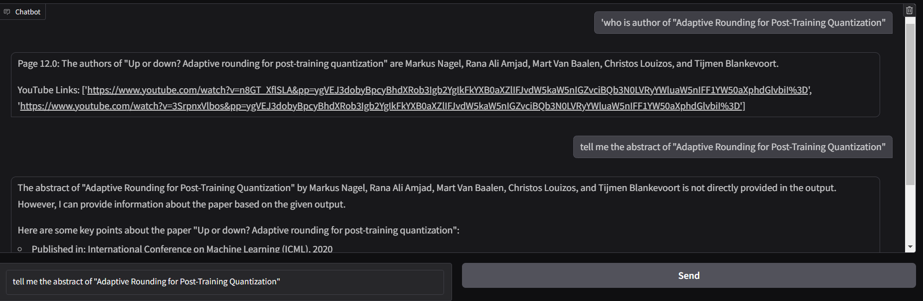 Chatbot
'who is author of "Adaptive Rounding for Post-Training Quantization"
Page 12.0: The authors of "Up or down? Adaptive rounding for post-training quantization" are Markus Nagel, Rana Ali Amjad, Mart Van Baalen, Christos Louizos, and Tijmen Blankevoort.
YouTube Links: ['https://www.youtube.com/watch?v=n8GT_XflSLA&pp=ygVEJ3dobyBpcyBhdXRob3Igb2YgIkFkYXB0aXZlIFJvdW5kaW5nIGZvciBQb3N0LVRyYWluaW5nIFF1YW50aXphdGlvbiI%3D',
'https://www.youtube.com/watch?v=3SrpnxVlbos&pp=ygVEJ3dobyBpcyBhdXRob3Igb2YgIkFkYXB0aXZlIFJvdW5kaW5nIGZvciBQb3N0LVRyYWluaW5nIFF1YW50aXphdGlvbiI%3D']
tell me the abstract of "Adaptive Rounding for Post-Training Quantization"
The abstract of "Adaptive Rounding for Post-Training Quantization" by Markus Nagel, Rana Ali Amjad, Mart Van Baalen, Christos Louizos, and Tijmen Blankevoort is not directly provided in the output.
However, I can provide information about the paper based on the given output.
Here are some key points about the paper "Up or down? Adaptive rounding for post-training quantization":
Published in: International Conference on Machine Learning (ICML), 2020
tell me the abstract of "Adaptive Rounding for Post-Training Quantization"
Send